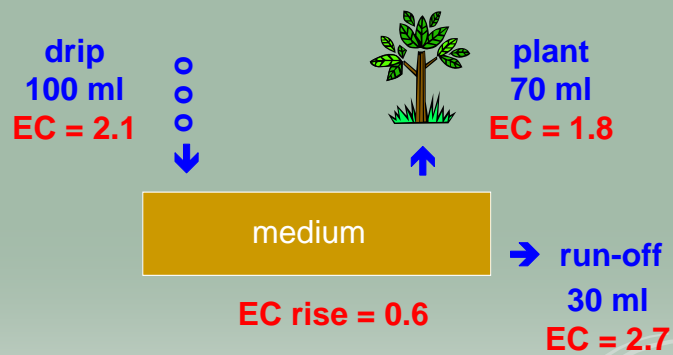 drip
100 ml
EC = 2.1
plant
70 ml
EC = 1.8
medium
run-off
30 ml
EC = 2.7
EC rise = 0.6